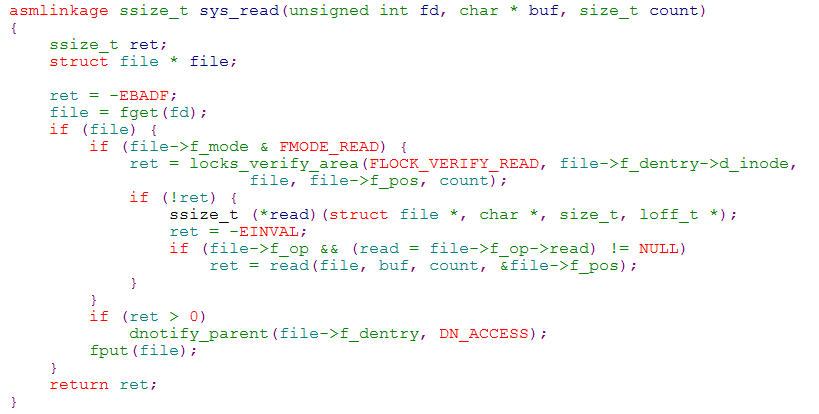 asmlinkage ssize_t sys_read(unsigned int fd, char * buf, size_t count)
{
    ssize_t ret;
    struct file * file;

    ret = -EBADF;
    file = fget(fd);
    if (file) {
        if (file->f_mode & FMODE_READ) {
            ret = locks_verify_area(FLOCK_VERIFY_READ, file->f_dentry->d_inode,
                        file, file->f_pos, count);
            if (!ret) {
                ssize_t (*read)(struct file *, char *, size_t, loff_t *);
                ret = -EINVAL;
                if (file->f_op && (read = file->f_op->read) != NULL)
                    ret = read(file, buf, count, &file->f_pos);
            }
        }
        if (ret > 0)
            dnotify_parent(file->f_dentry, DN_ACCESS);
        fput(file);
    }
    return ret;
}